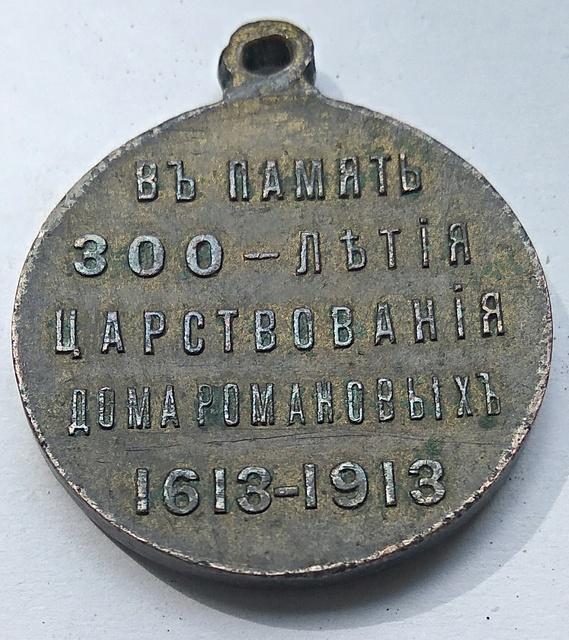 ВЪ ПАМЯТЬ
300-ЛѢТІЯ
ЦАРСТВОВАНІЯ
ДОМА РОМАНОВЫХЪ
1613-1913